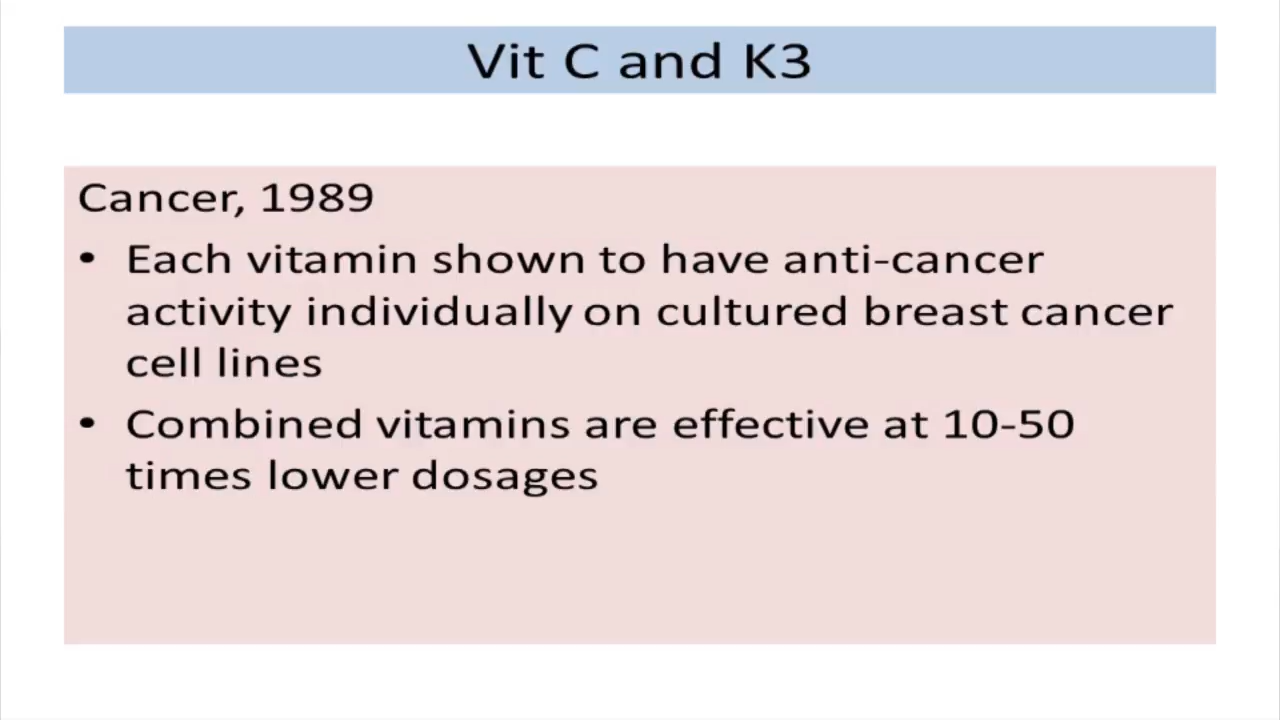 Vit C and K3
Cancer, 1989
• Each vitamin shown to have anti-cancer
activity individually on cultured breast cancer
cell lines
• Combined vitamins are effective at 10-50
times lower dosages